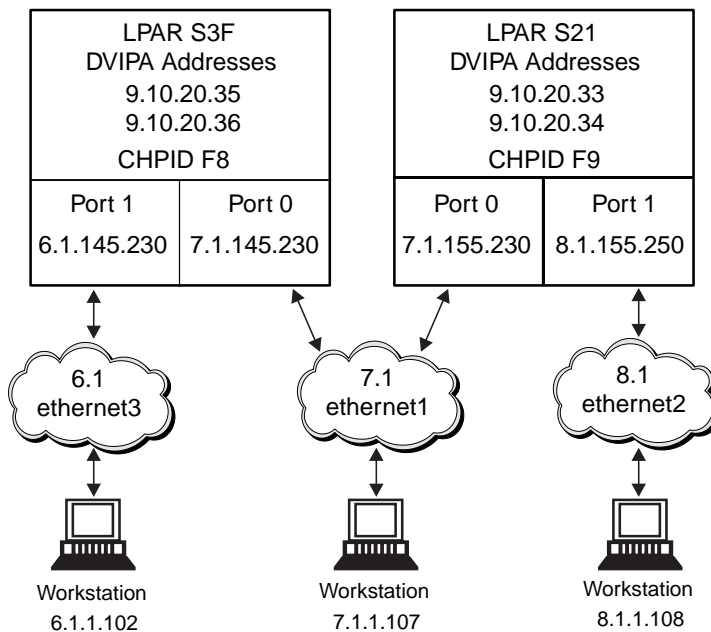 LPAR S3F
DVIPA Addresses
9.10.20.35
9.10.20.36
CHPID F8
Port 1
6.1.145.230
Port 0
7.1.145.230
LPAR S21
DVIPA Addresses
9.10.20.33
9.10.20.34
CHPID F9
Port 0
7.1.155.230
Port 1
8.1.155.250
6.1
ethernet3
7.1
ethernet1
8.1
ethernet2
Workstation
6.1.1.102
Workstation
7.1.1.107
Workstation
8.1.1.108